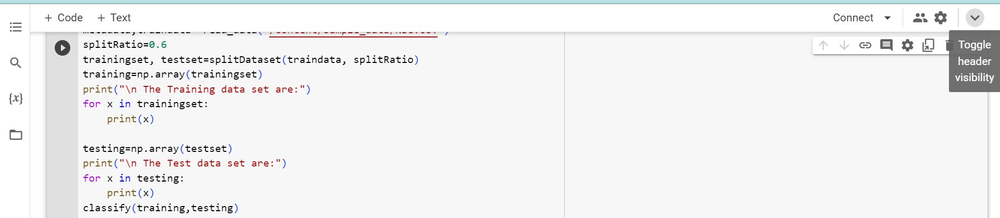 + Code + Text
Connect
splitRatio=0.6
trainingset, testset=splitDataset(traindata, splitRatio)
training=np.array(trainingset)
print("\n The Training data set are:")
for x in trainingset:
    print(x)
testing=np.array(testset)
print("\n The Test data set are:")
for x in testing:
    print(x)
classify(training,testing)
{x}
Toggle
header
visibility